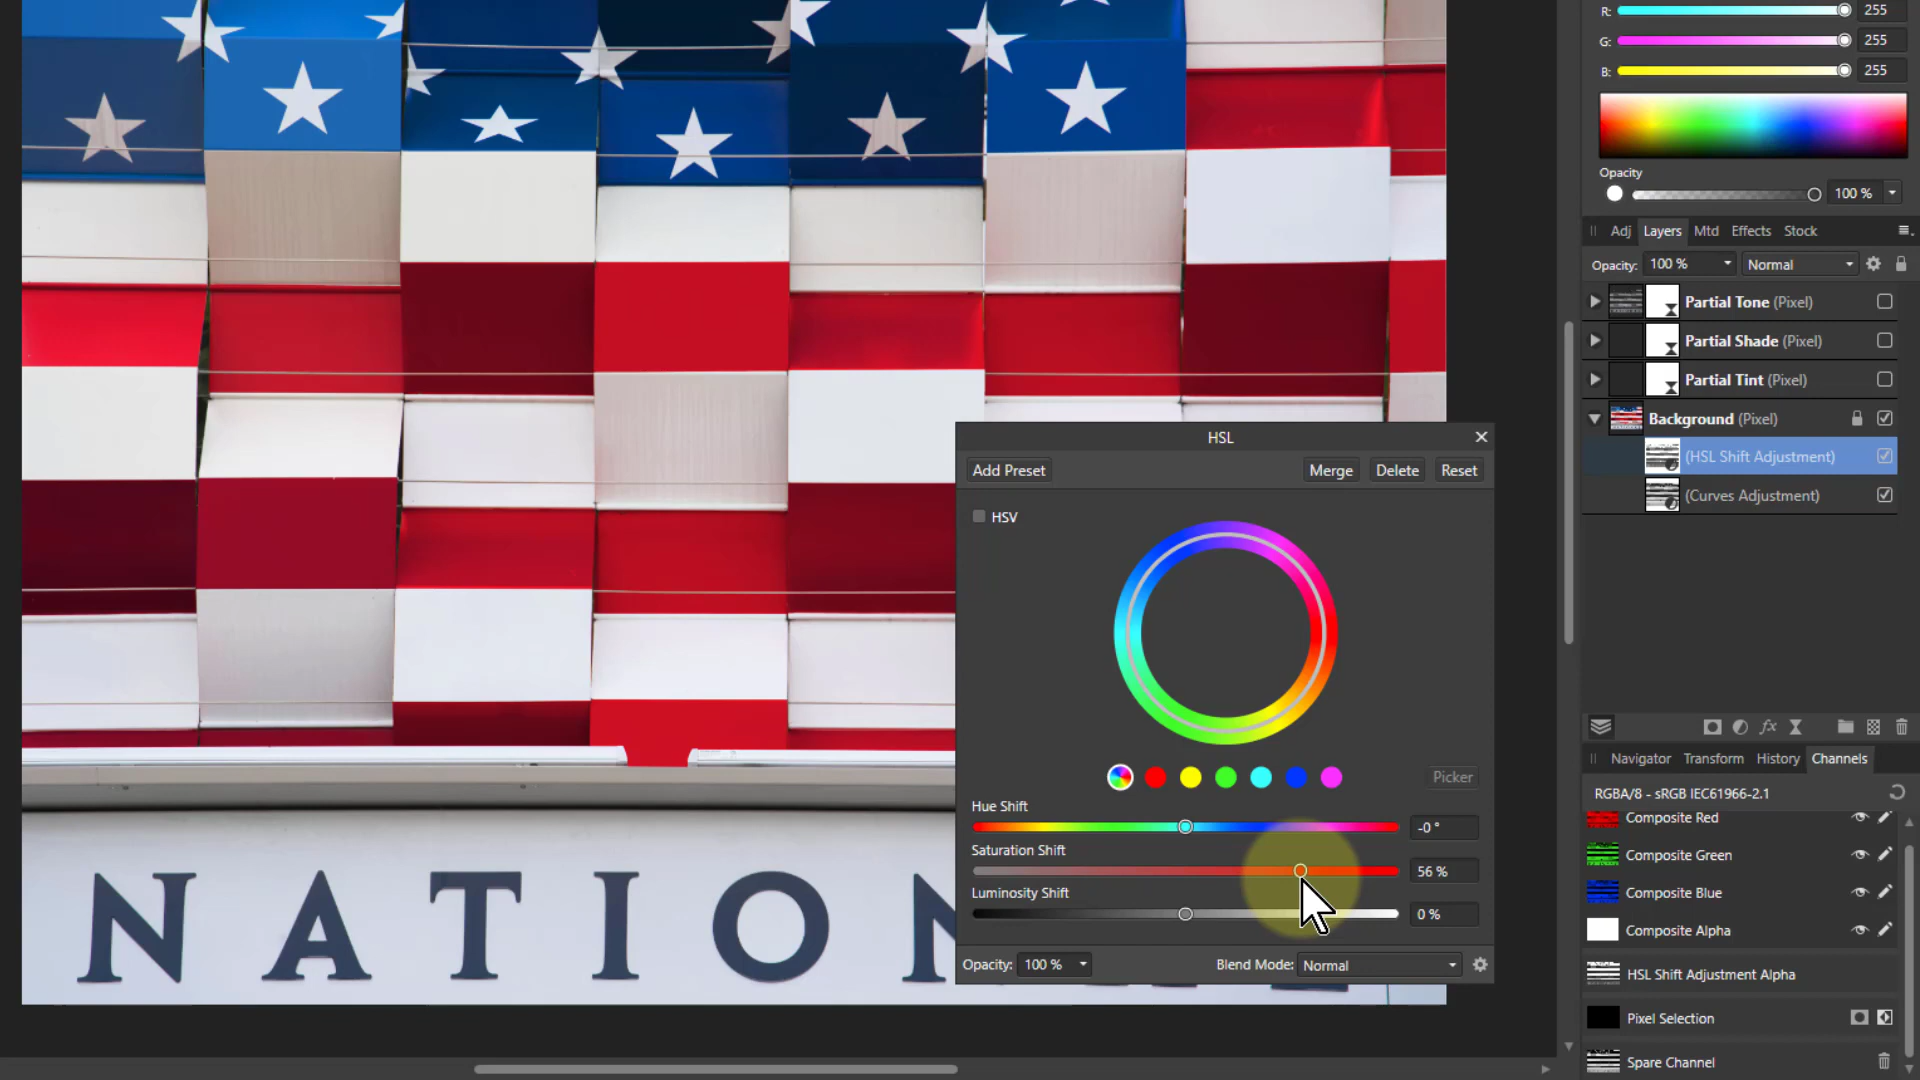 R: 255
G: 255
B: 255
Opacity
100 %
Adj Layers Mtd Effects Stock
Opacity: 100 % Normal
Partial Tone (Pixel)
Partial Shade (Pixel)
Partial Tint (Pixel)
Background (Pixel)
(HSL Shift Adjustment)
(Curves Adjustment)
HSL
Add Preset Merge Delete Reset
HSV
Picker
Hue Shift
-0 °
Saturation Shift
56 %
Luminosity Shift
0 %
Opacity: 100 % Blend Mode: Normal
Navigator Transform History Channels
RGBA/8 - sRGB IEC61966-2.1
Composite Red
Composite Green
Composite Blue
Composite Alpha
HSL Shift Adjustment Alpha
Pixel Selection
Spare Channel
NATION